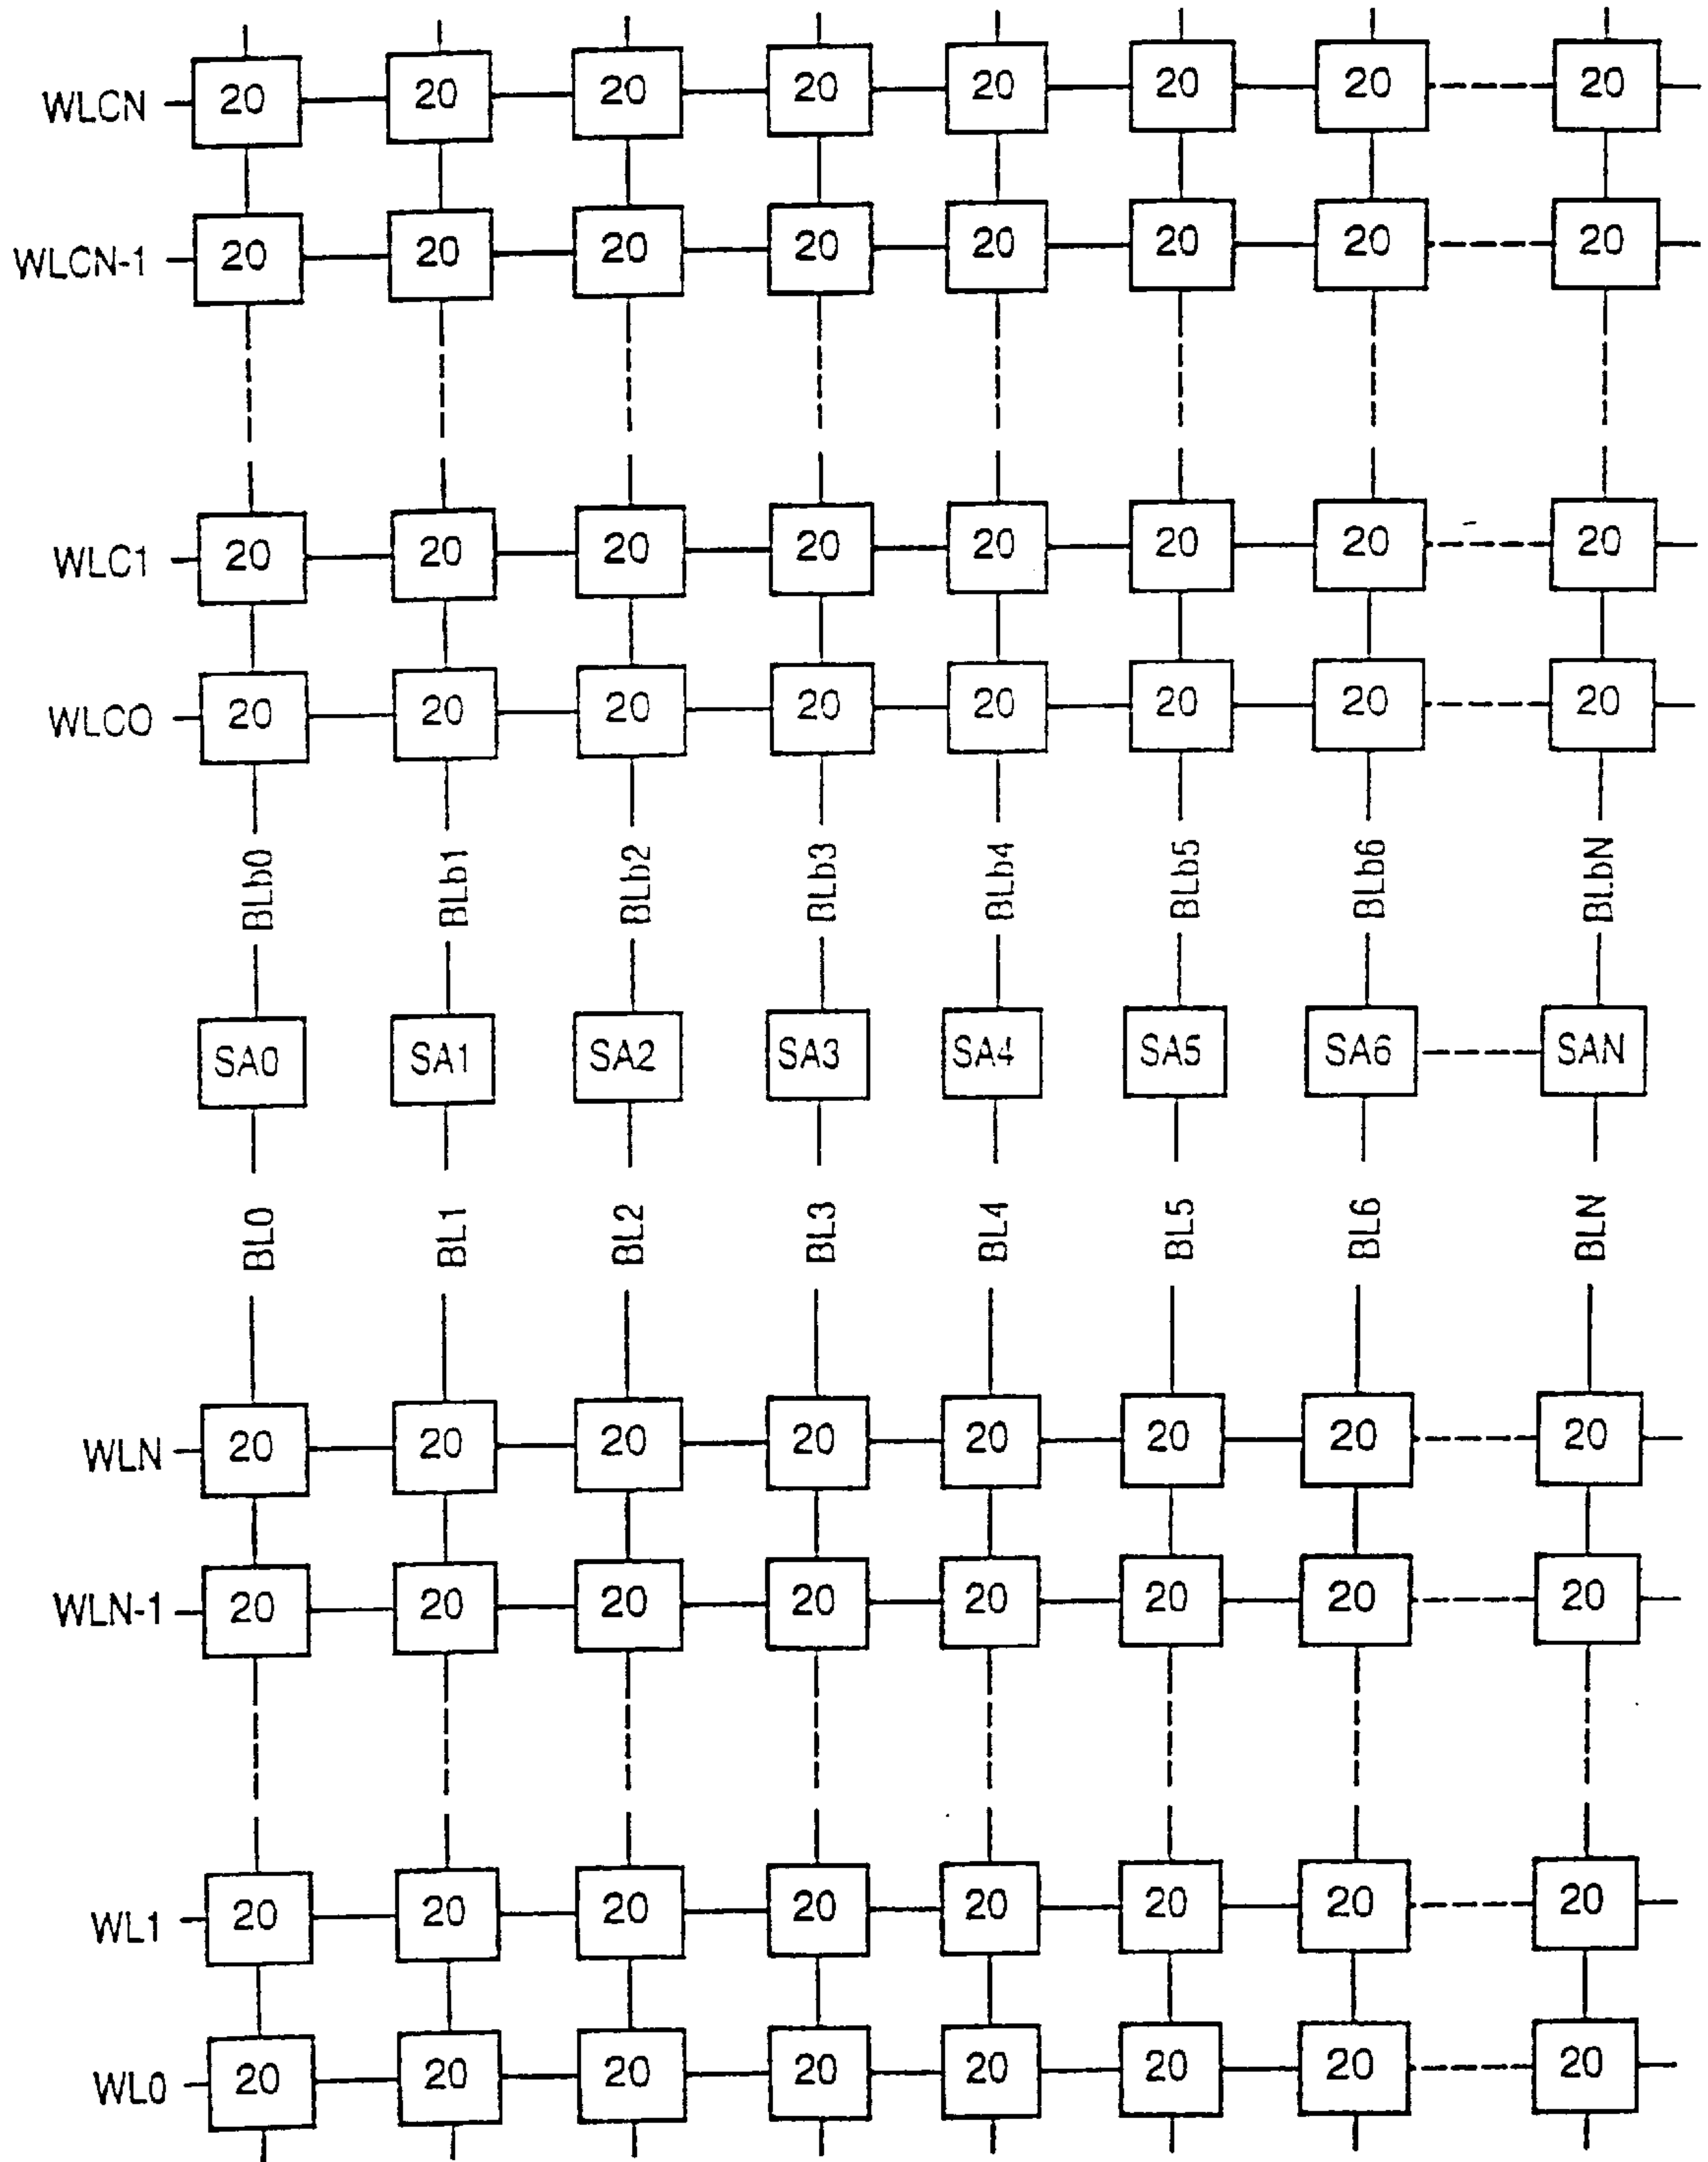 WLCN 20 20 20 20 20 20 20 20
WLCN-1 20 20 20 20 20 20 20 20
WLC1 20 20 20 20 20 20 20 20
WLCO 20 20 20 20 20 20 20 20
BLb0 BLb1 BLb2 BLb3 BLb4 BLb5 BLb6 BLbN
SA0 SA1 SA2 SA3 SA4 SA5 SA6 SAN
BL0 BL1 BL2 BL3 BL4 BL5 BL6 BLN
WLN 20 20 20 20 20 20 20 20
WLN-1 20 20 20 20 20 20 20 20
WL1 20 20 20 20 20 20 20 20
WL0 20 20 20 20 20 20 20 20